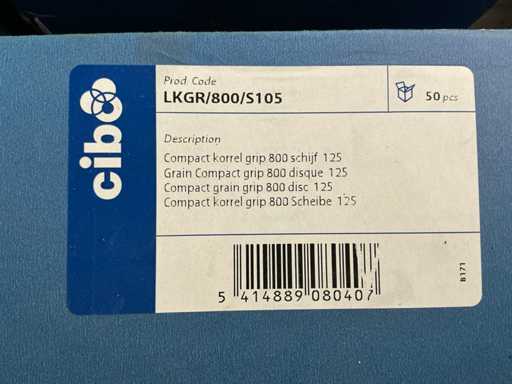 cibo
Prod. Code
LKGR/800/S105
50 pcs
Description
Compact korrel grip 800 schijf 125
Grain Compact grip 800 disque 125
Compact grain grip 800 disc 125
Compact korrel grip 800 Scheibe 125
5 414889 080407
B171